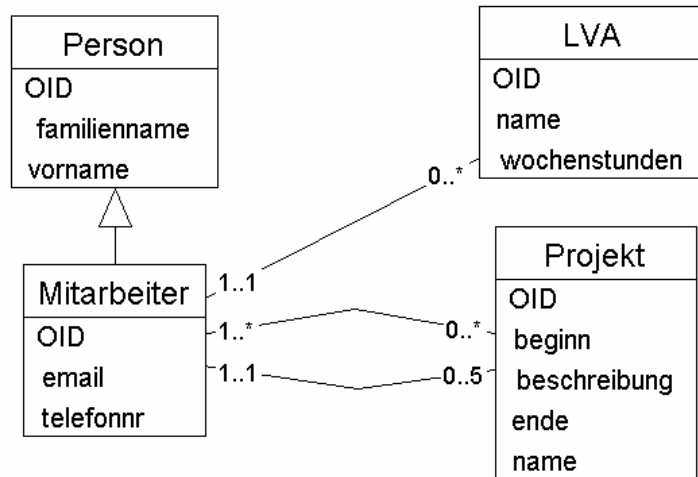 Person
OID
familienname
vorname
LVA
OID
name
wochenstunden
0..*
1..1
Mitarbeiter
OID
email
telefonnr
1..*
0..*
1..1
0..5
Projekt
OID
beginn
beschreibung
ende
name